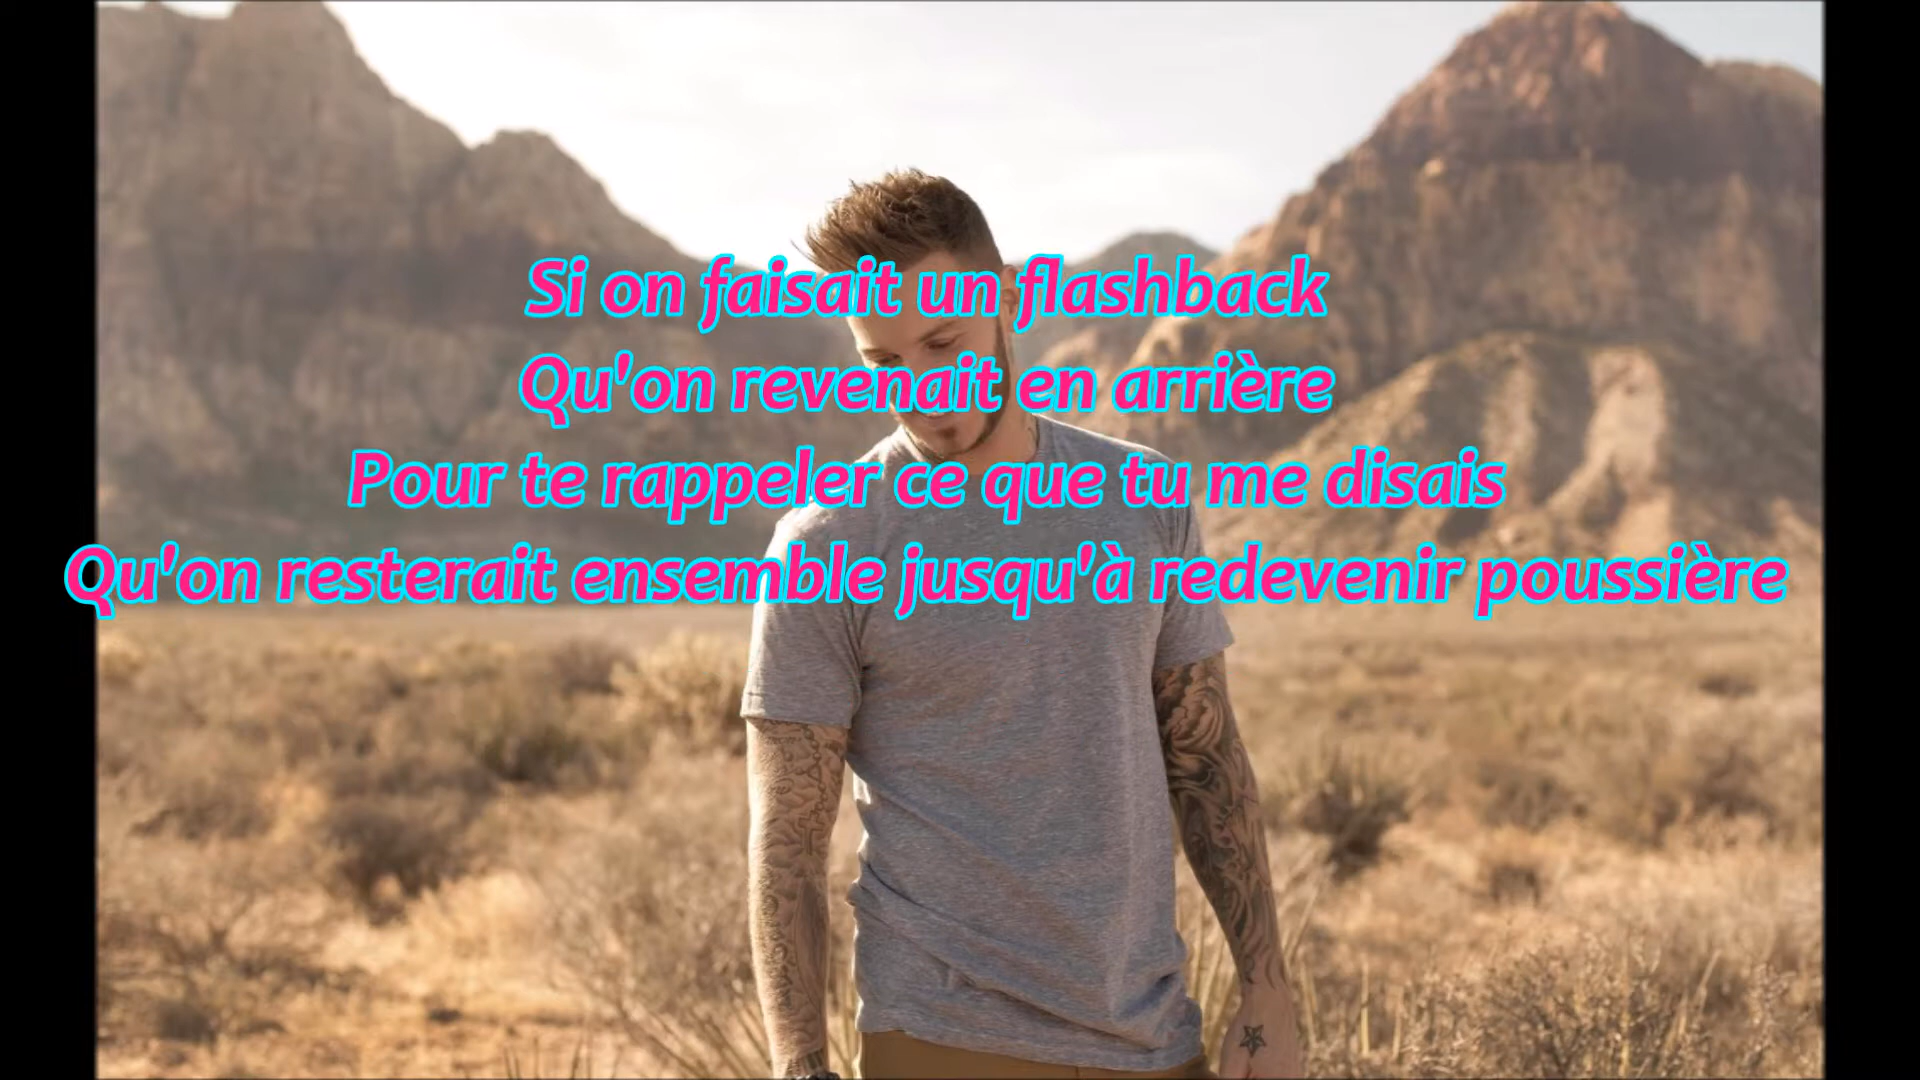 Si on faisait un flashback
Qu'on revenait en arrière
Pour te rappeler ce que tu me disais
Qu'on resterait ensemble jusqu'à redevenir poussière